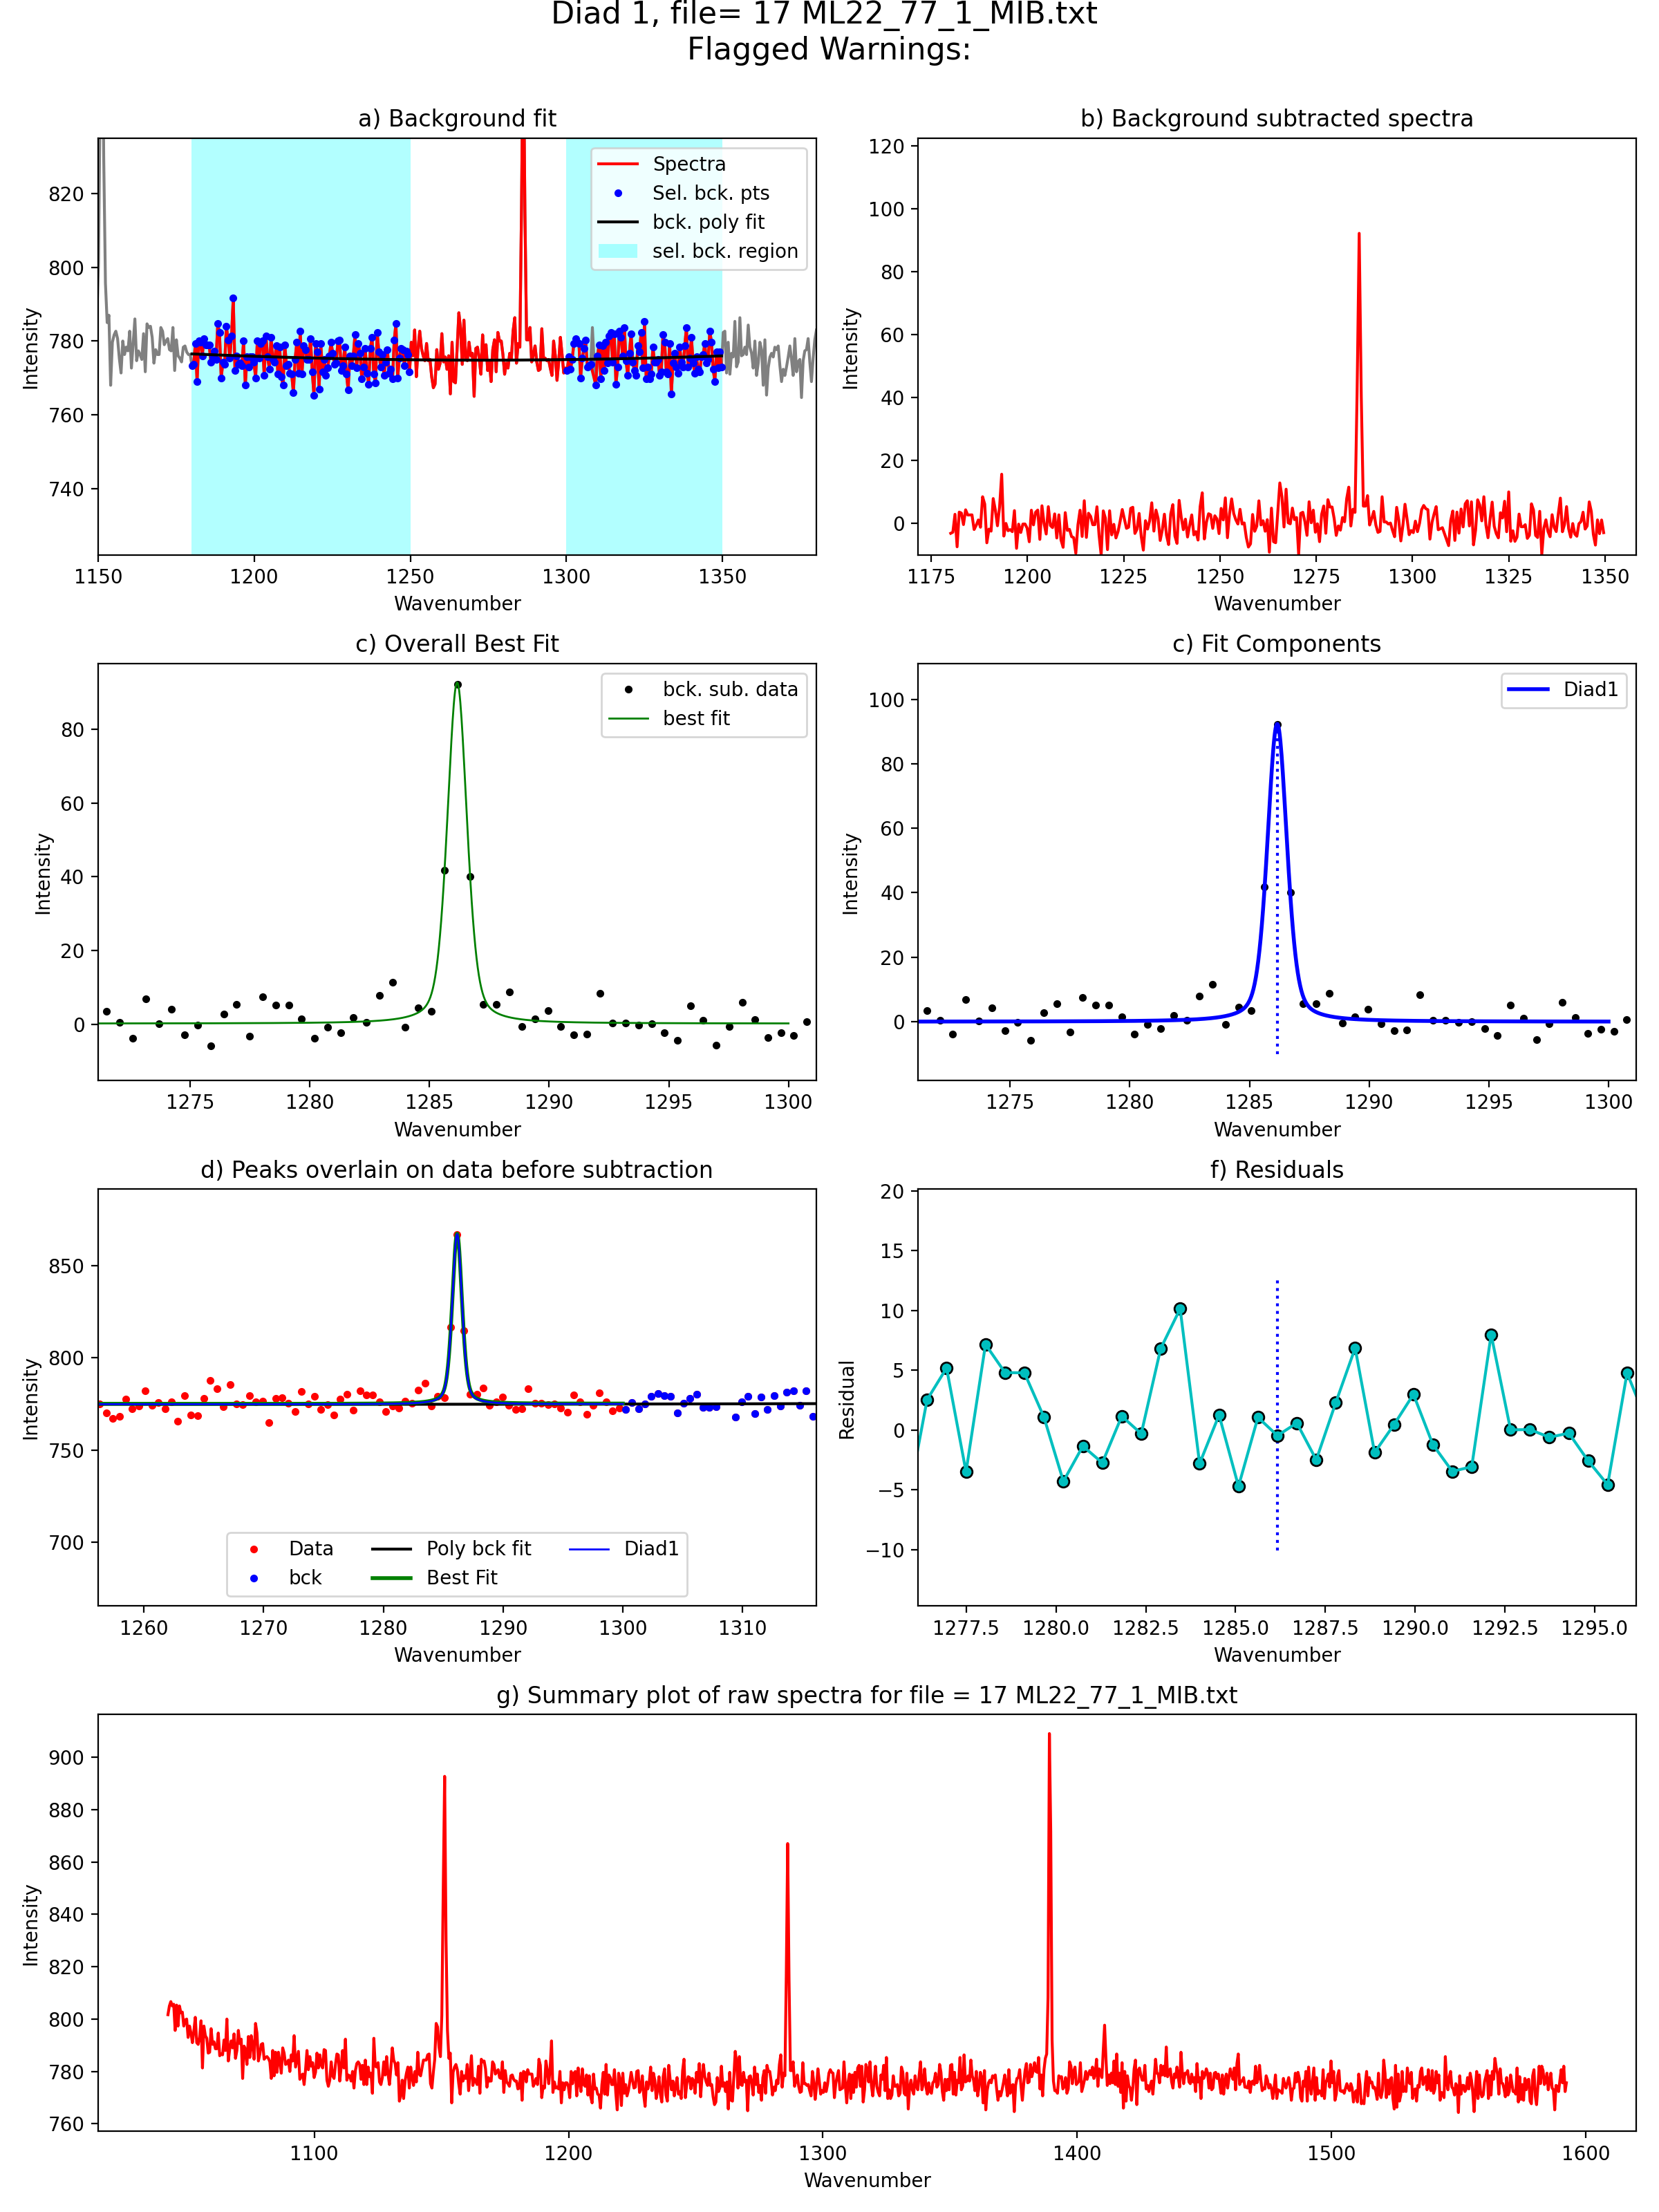 Diad 1, file= 17 ML22_77_1_MIB.txt
Flagged Warnings:
a) Background fit
820
800
780
760
740
Intensity
1150
1200
1250
1300
1350
Wavenumber
Spectra
Sel. bck. pts
bck. poly fit
sel. bck. region
b) Background subtracted spectra
120
100
80
60
40
20
0
Intensity
1175
1200
1225
1250
1275
1300
1325
1350
Wavenumber
c) Overall Best Fit
80
60
40
20
0
Intensity
1275
1280
1285
1290
1295
1300
Wavenumber
bck. sub. data
best fit
c) Fit Components
100
80
60
40
20
0
Intensity
1275
1280
1285
1290
1295
1300
Wavenumber
Diad1
d) Peaks overlain on data before subtraction
850
800
750
700
Intensity
1260
1270
1280
1290
1300
1310
Wavenumber
Data
bck
Poly bck fit
Best Fit
Diad1
f) Residuals
20
15
10
5
0
−5
−10
Residual
1277.5
1280.0
1282.5
1285.0
1287.5
1290.0
1292.5
1295.0
Wavenumber
g) Summary plot of raw spectra for file = 17 ML22_77_1_MIB.txt
900
880
860
840
820
800
780
760
Intensity
1100
1200
1300
1400
1500
1600
Wavenumber